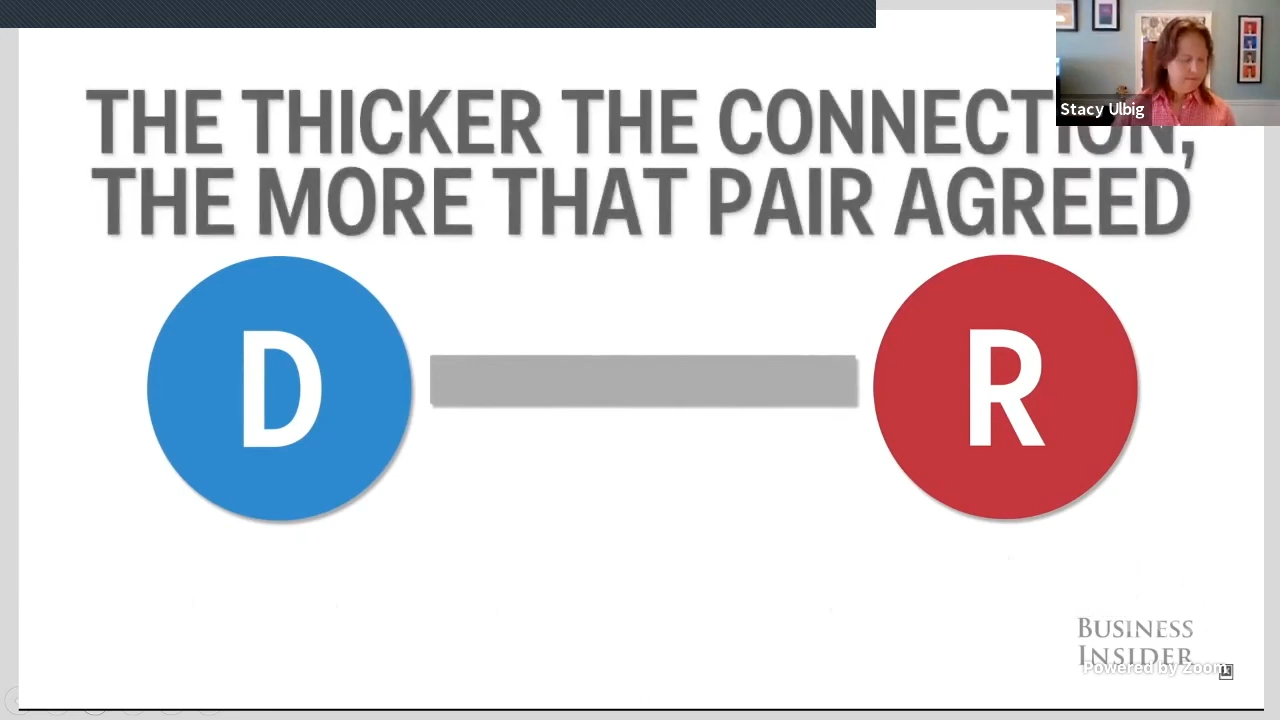 Stacy Ulbig
THE THICKER THE CONNECTION,
THE MORE THAT PAIR AGREED
D
R
BUSINESS
INSIDER
Powered by Zoom